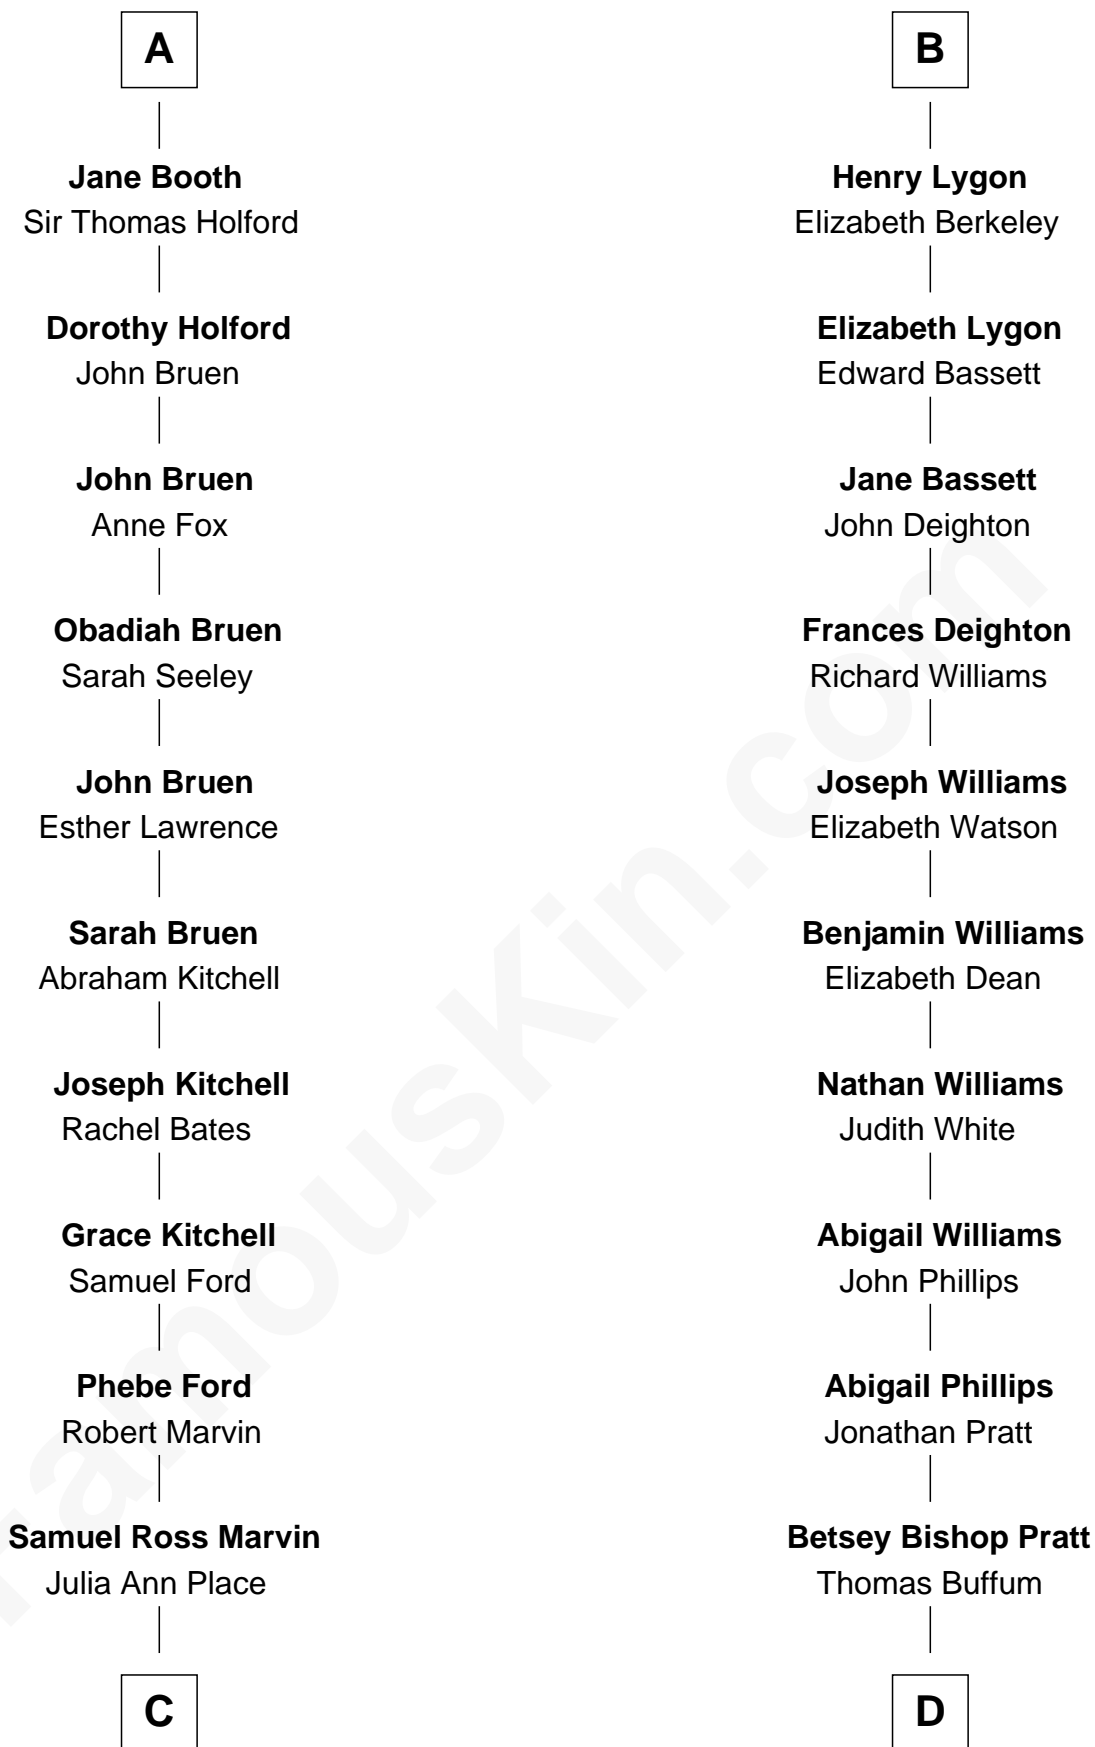 A
Jane Booth
Sir Thomas Holford
Dorothy Holford
John Bruen
John Bruen
Anne Fox
Obadiah Bruen
Sarah Seeley
John Bruen
Esther Lawrence
Sarah Bruen
Abraham Kitchell
Joseph Kitchell
Rachel Bates
Grace Kitchell
Samuel Ford
Phebe Ford
Robert Marvin
Samuel Ross Marvin
Julia Ann Place
C
B
Henry Lygon
Elizabeth Berkeley
Elizabeth Lygon
Edward Bassett
Jane Bassett
John Deighton
Frances Deighton
Richard Williams
Joseph Williams
Elizabeth Watson
Benjamin Williams
Elizabeth Dean
Nathan Williams
Judith White
Abigail Williams
John Phillips
Abigail Phillips
Jonathan Pratt
Betsey Bishop Pratt
Thomas Buffum
D
FamousKin.com